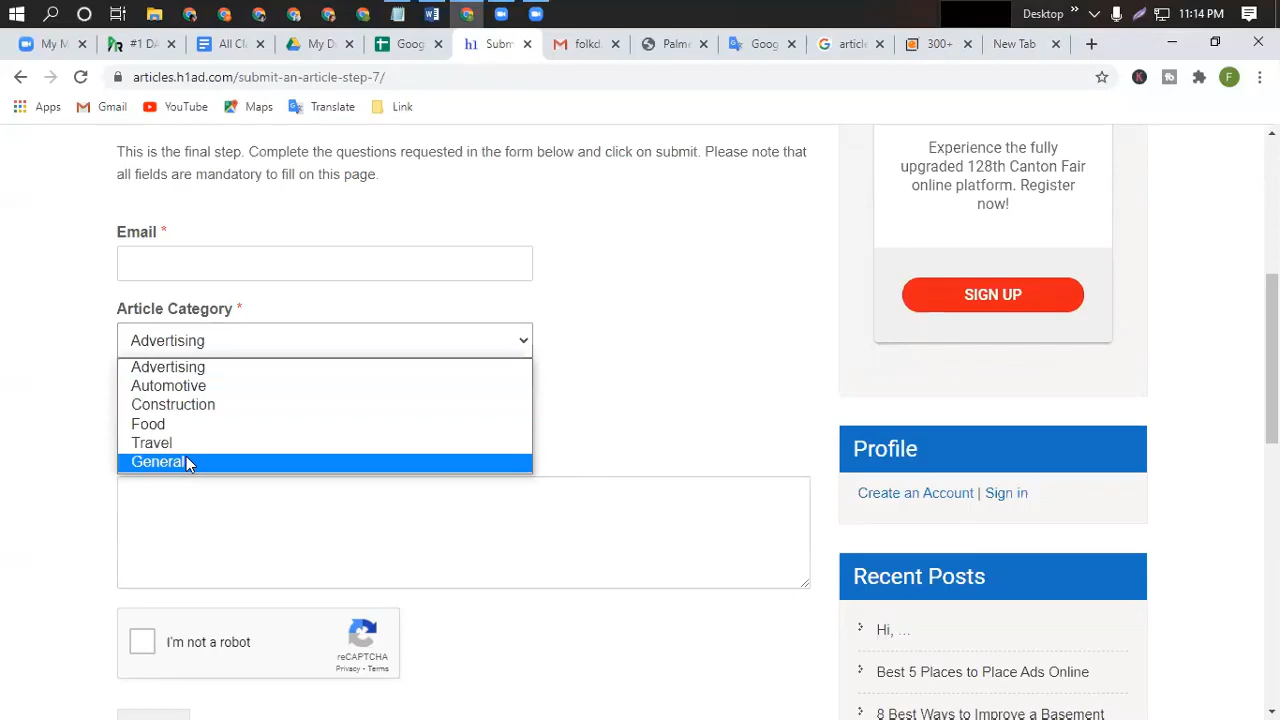 Desktop
11:14 PM
My M
#1 DA
All Cl
My D
Goog
h1 Subm
folkd
Palme
Goog
article
300+
New Tab
articles.h1ad.com/submit-an-article-step-7/
F
Apps
Gmail
YouTube
Maps
Translate
Link
This is the final step. Complete the questions requested in the form below and click on submit. Please note that
all fields are mandatory to fill on this page.
Email *
Article Category *
Advertising
Advertising
Automotive
Construction
Food
Travel
General
I'm not a robot
reCAPTCHA
Privacy - Terms
Experience the fully
upgraded 128th Canton Fair
online platform. Register
now!
SIGN UP
Profile
Create an Account | Sign in
Recent Posts
Hi, ...
Best 5 Places to Place Ads Online
8 Best Ways to Improve a Basement